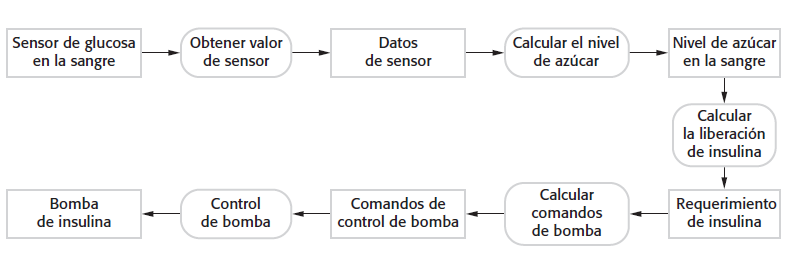 Sensor de glucosa
en la sangre
Obtener valor
de sensor
Datos
de sensor
Calcular el nivel
de azúcar
Nivel de azúcar
en la sangre
Calcular
la liberación
de insulina
Bomba
de insulina
Control
de bomba
Comandos de
control de bomba
Calcular
comandos
de bomba
Requerimiento
de insulina